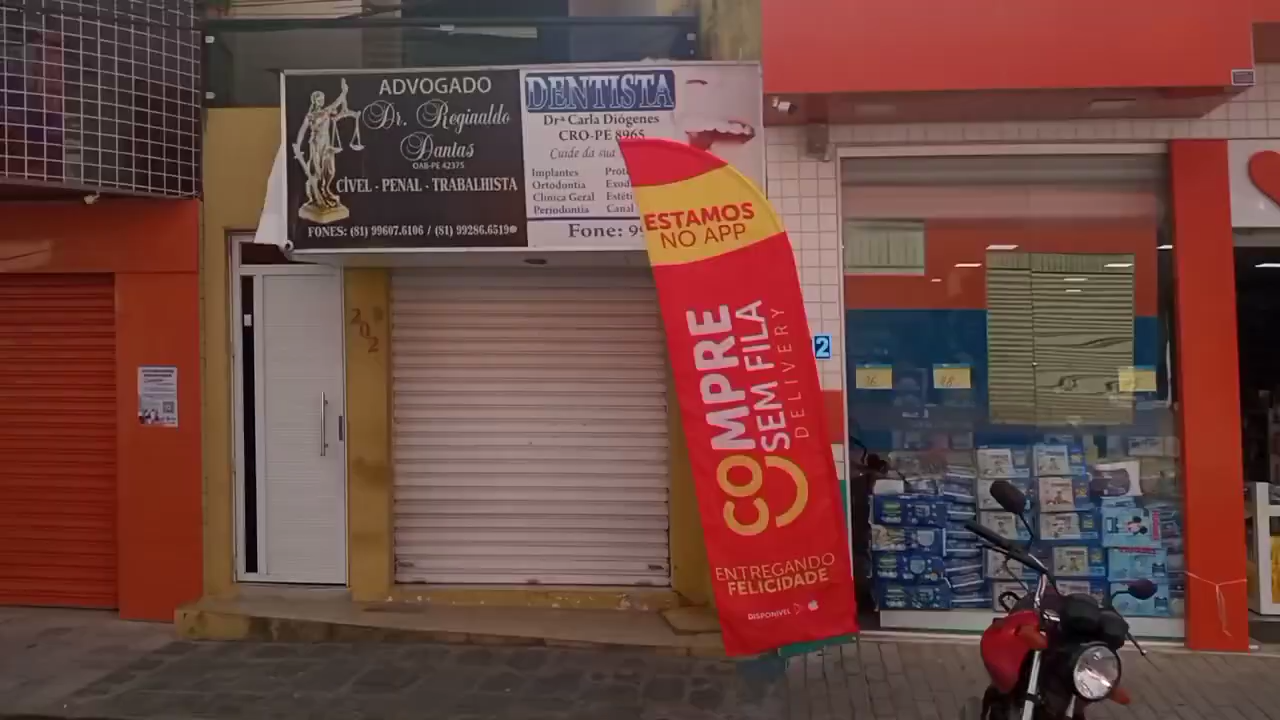 ADVOGADO
Dr. Reginaldo
Dantas
OAB-PE 42375
CÍVEL - PENAL - TRABALHISTA
FONES: (81) 99607.6106 / (81) 99286.6519
DENTISTA
Drª Carla Diógenes
CRO-PE 8965
Cuide da sua
Implantes
Ortodontia
Clínica Geral
Periodontia
Canal
Fone:
202
ESTAMOS
NO APP
COMPRE
SEM FILA
DELIVERY
ENTREGANDO
FELICIDADE
DISPONÍVEL
2